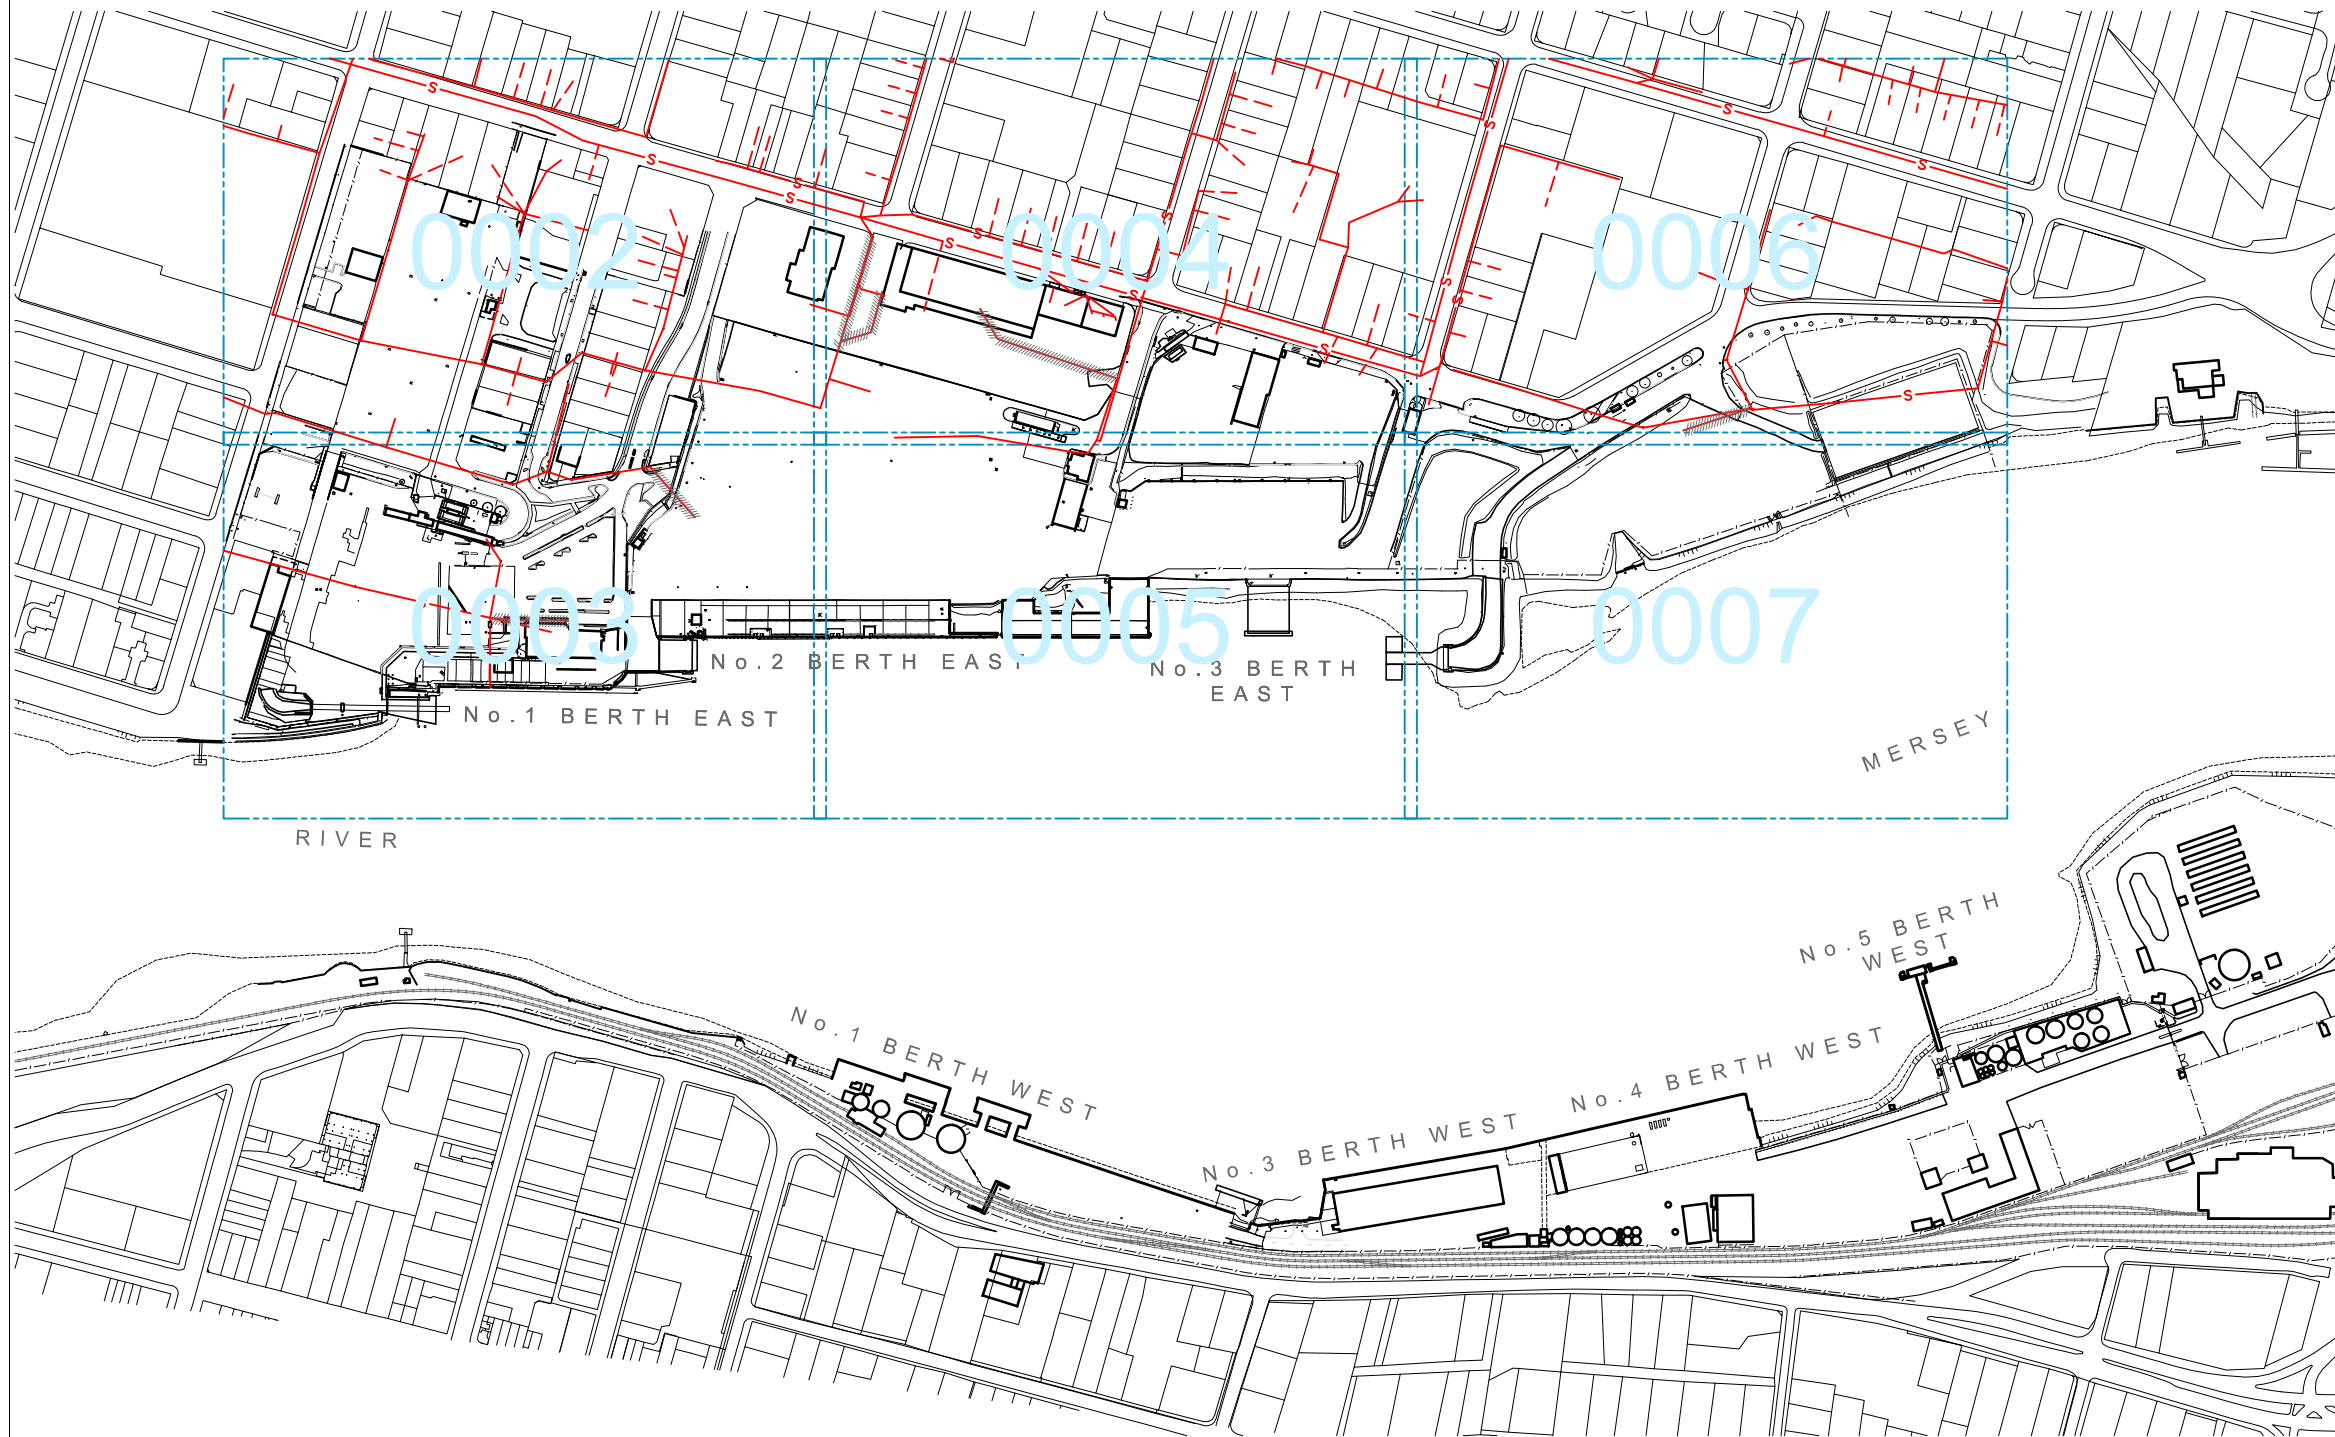 S
S
S
S
S
S
S
S
S
0002
0004
0006
S
S
S
S
S
S
S
S
0003
0005
0007
No.2 BERTH EAST
No.3 BERTH
EAST
No.1 BERTH EAST
MERSEY
RIVER
No.5 BERTH
WEST
No.1 BERTH WEST
No.4 BERTH WEST
No.3 BERTH WEST